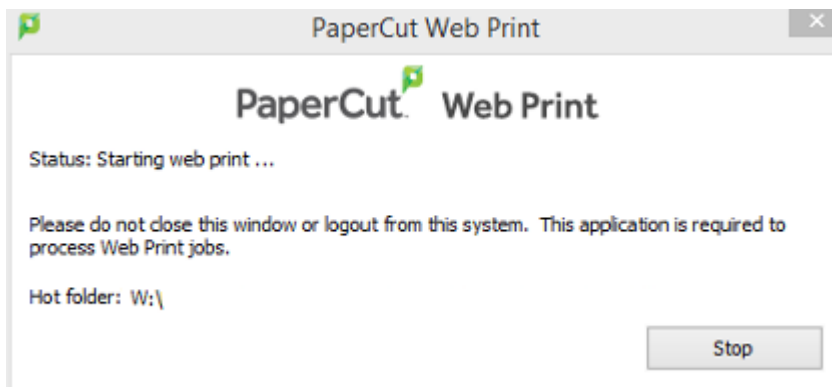 PaperCut Web Print
PaperCut Web Print
Status: Starting web print ...
Please do not close this window or logout from this system.  This application is required to
process Web Print jobs.
Hot folder: W:\
Stop